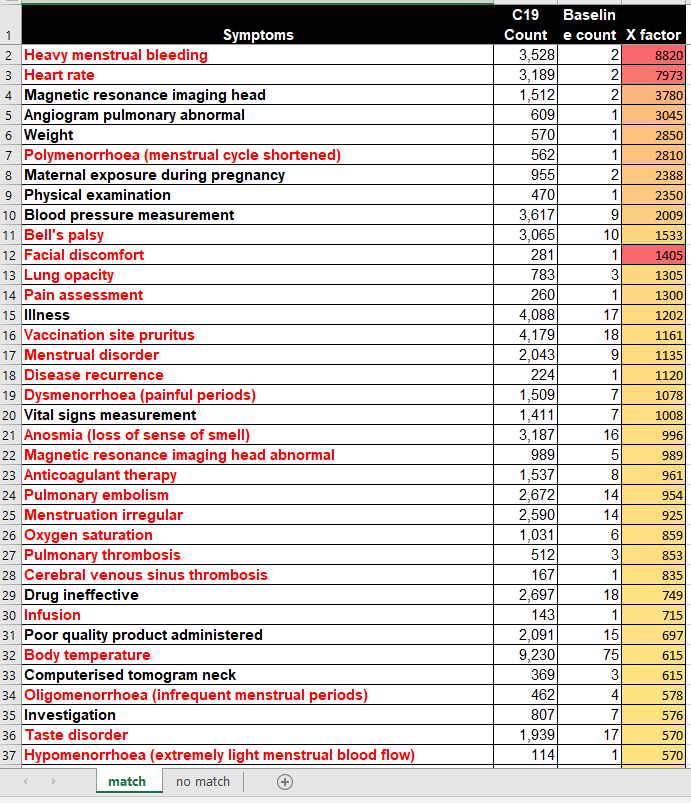 C19 Baselin
1 Symptoms Count e count X factor
2 Heavy menstrual bleeding 3,528 2 8820
3 Heart rate 3,189 2 7973
4 Magnetic resonance imaging head 1,512 2 3780
5 Angiogram pulmonary abnormal 609 1 3045
6 Weight 570 1 2850
7 Polymenorrhoea (menstrual cycle shortened) 562 1 2810
8 Maternal exposure during pregnancy 955 2 2388
9 Physical examination 470 1 2350
10 Blood pressure measurement 3,617 9 2009
11 Bell's palsy 3,065 10 1533
12 Facial discomfort 281 1 1405
13 Lung opacity 783 3 1305
14 Pain assessment 260 1 1300
15 Illness 4,088 17 1202
16 Vaccination site pruritus 4,179 18 1161
17 Menstrual disorder 2,043 9 1135
18 Disease recurrence 224 1 1120
19 Dysmenorrhoea (painful periods) 1,509 7 1078
20 Vital signs measurement 1,411 7 1008
21 Anosmia (loss of sense of smell) 3,187 16 996
22 Magnetic resonance imaging head abnormal 989 5 989
23 Anticoagulant therapy 1,537 8 961
24 Pulmonary embolism 2,672 14 954
25 Menstruation irregular 2,590 14 925
26 Oxygen saturation 1,031 6 859
27 Pulmonary thrombosis 512 3 853
28 Cerebral venous sinus thrombosis 167 1 835
29 Drug ineffective 2,697 18 749
30 Infusion 143 1 715
31 Poor quality product administered 2,091 15 697
32 Body temperature 9,230 75 615
33 Computerised tomogram neck 369 3 615
34 Oligomenorrhoea (infrequent menstrual periods) 462 4 578
35 Investigation 807 7 576
36 Taste disorder 1,939 17 570
37 Hypomenorrhoea (extremely light menstrual blood flow) 114 1 570
match no match